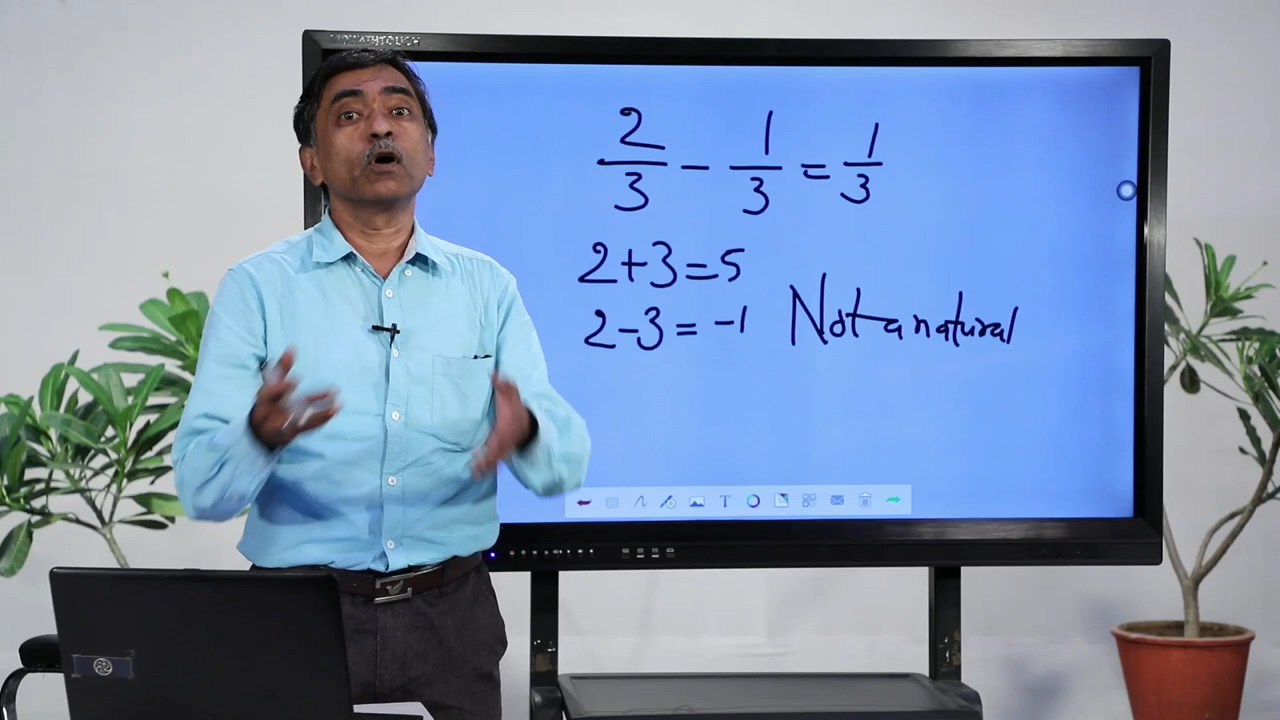 2/3 - 1/3 = 1/3
2+3=5
2-3=-1 Not a natural
T